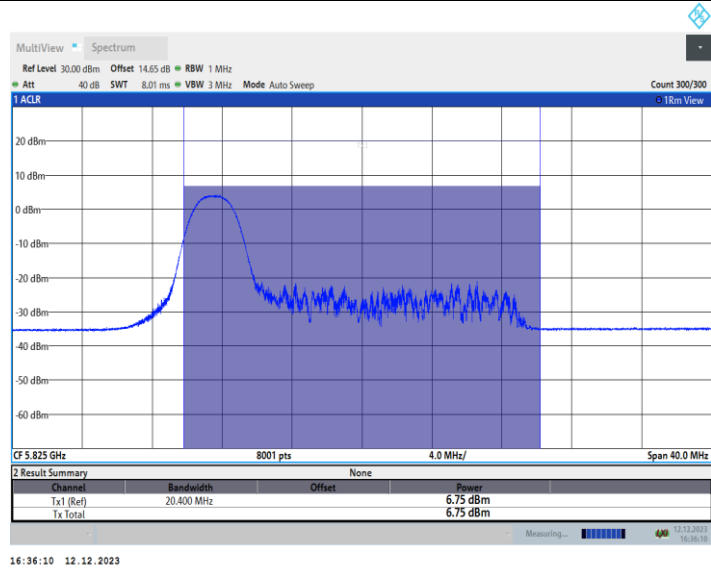 MultiView Spectrum
Ref Level 30.00 dBm Offset 14.65 dB RBW 1 MHz
Att 40 dB SWT 8.01 ms VBW 3 MHz Mode Auto Sweep Count 300/300
1 ACLR 1Rm View
20 dBm
10 dBm
0 dBm
-10 dBm
-20 dBm
-30 dBm
-40 dBm
-50 dBm
-60 dBm
CF 5.825 GHz 8001 pts 4.0 MHz/ Span 40.0 MHz
2 Result Summary None
Channel Bandwidth Offset Power
Tx1 (Ref) 20.400 MHz 6.75 dBm
Tx Total 6.75 dBm
Measuring... 12.12.2023
16:36:10
16:36:10 12.12.2023